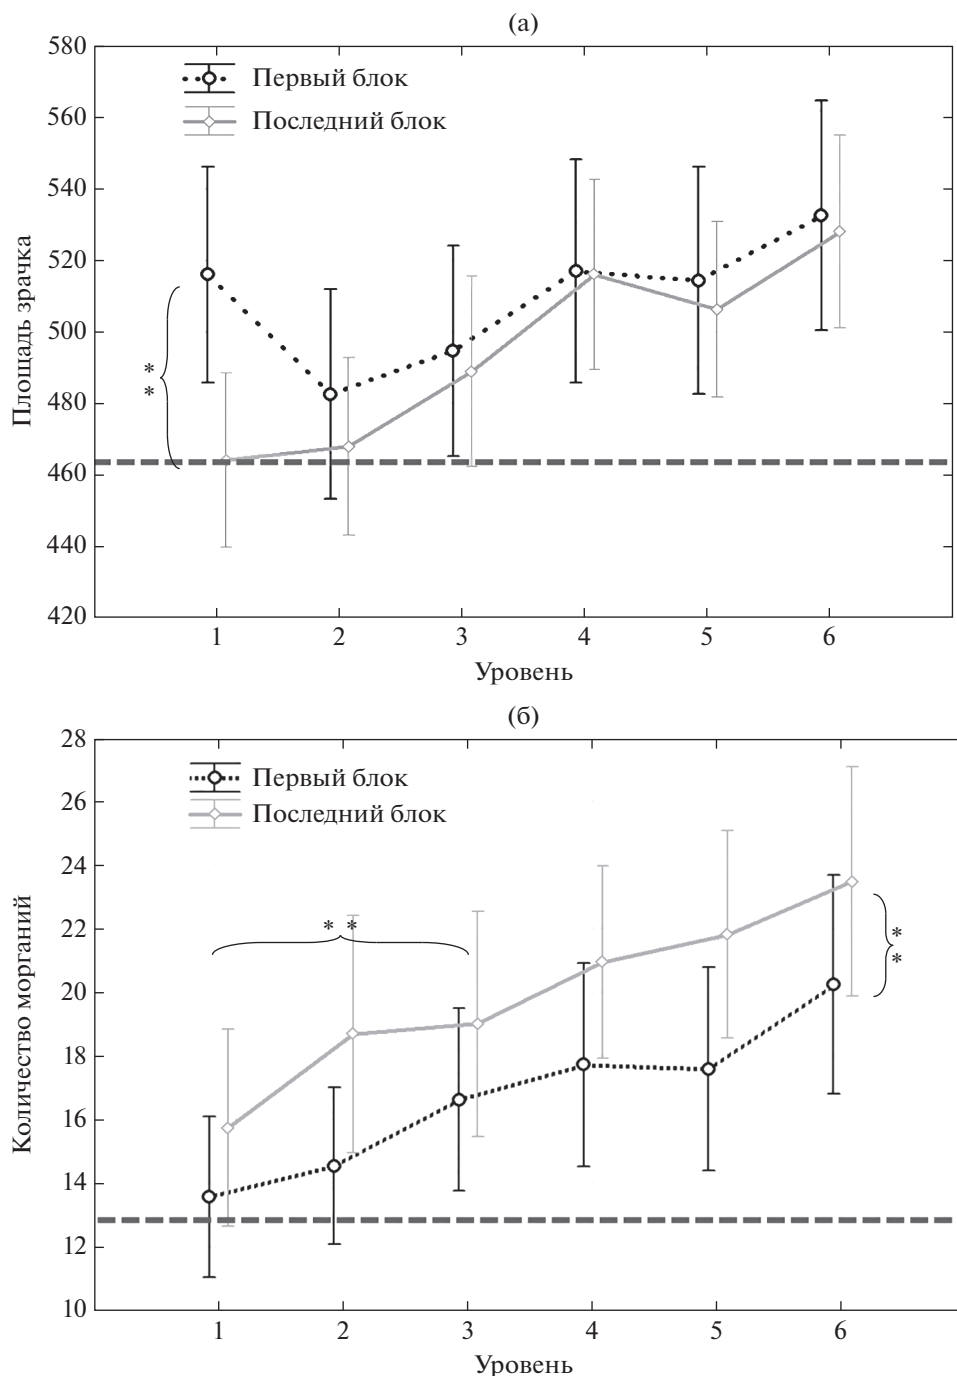 (а)
580
560
540
520
500
480
460
440
420
Площадь зрачка
Первый блок
Последний блок
* *
1 2 3 4 5 6
Уровень
(б)
28
26
24
22
20
18
16
14
12
10
Количество морганий
Первый блок
Последний блок
* *
* *
1 2 3 4 5 6
Уровень